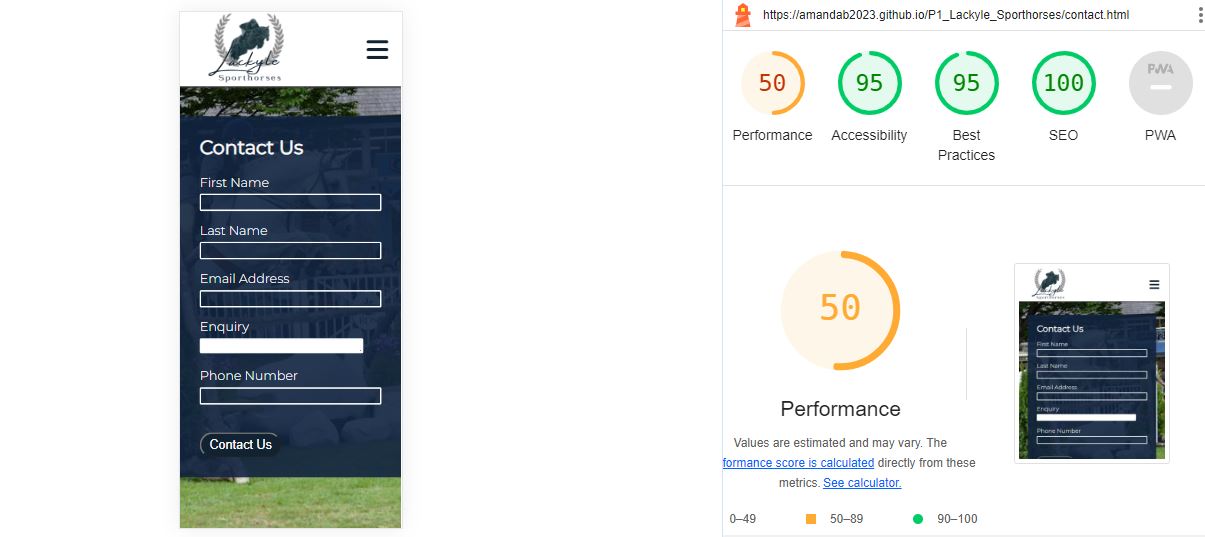 Lackyle
Sporthorses
Contact Us
First Name
Last Name
Email Address
Enquiry
Phone Number
Contact Us
https://amandab2023.github.io/P1_Lackyle_Sporthorses/contact.html
50
95
95
100
PWA
Performance
Accessibility
Best
Practices
SEO
PWA
50
Performance
Values are estimated and may vary. The
formance score is calculated directly from these
metrics. See calculator.
0–49
50–89
90–100
Lackyle
Sporthorses
Contact Us
First Name
Last Name
Email Address
Enquiry
Phone Number